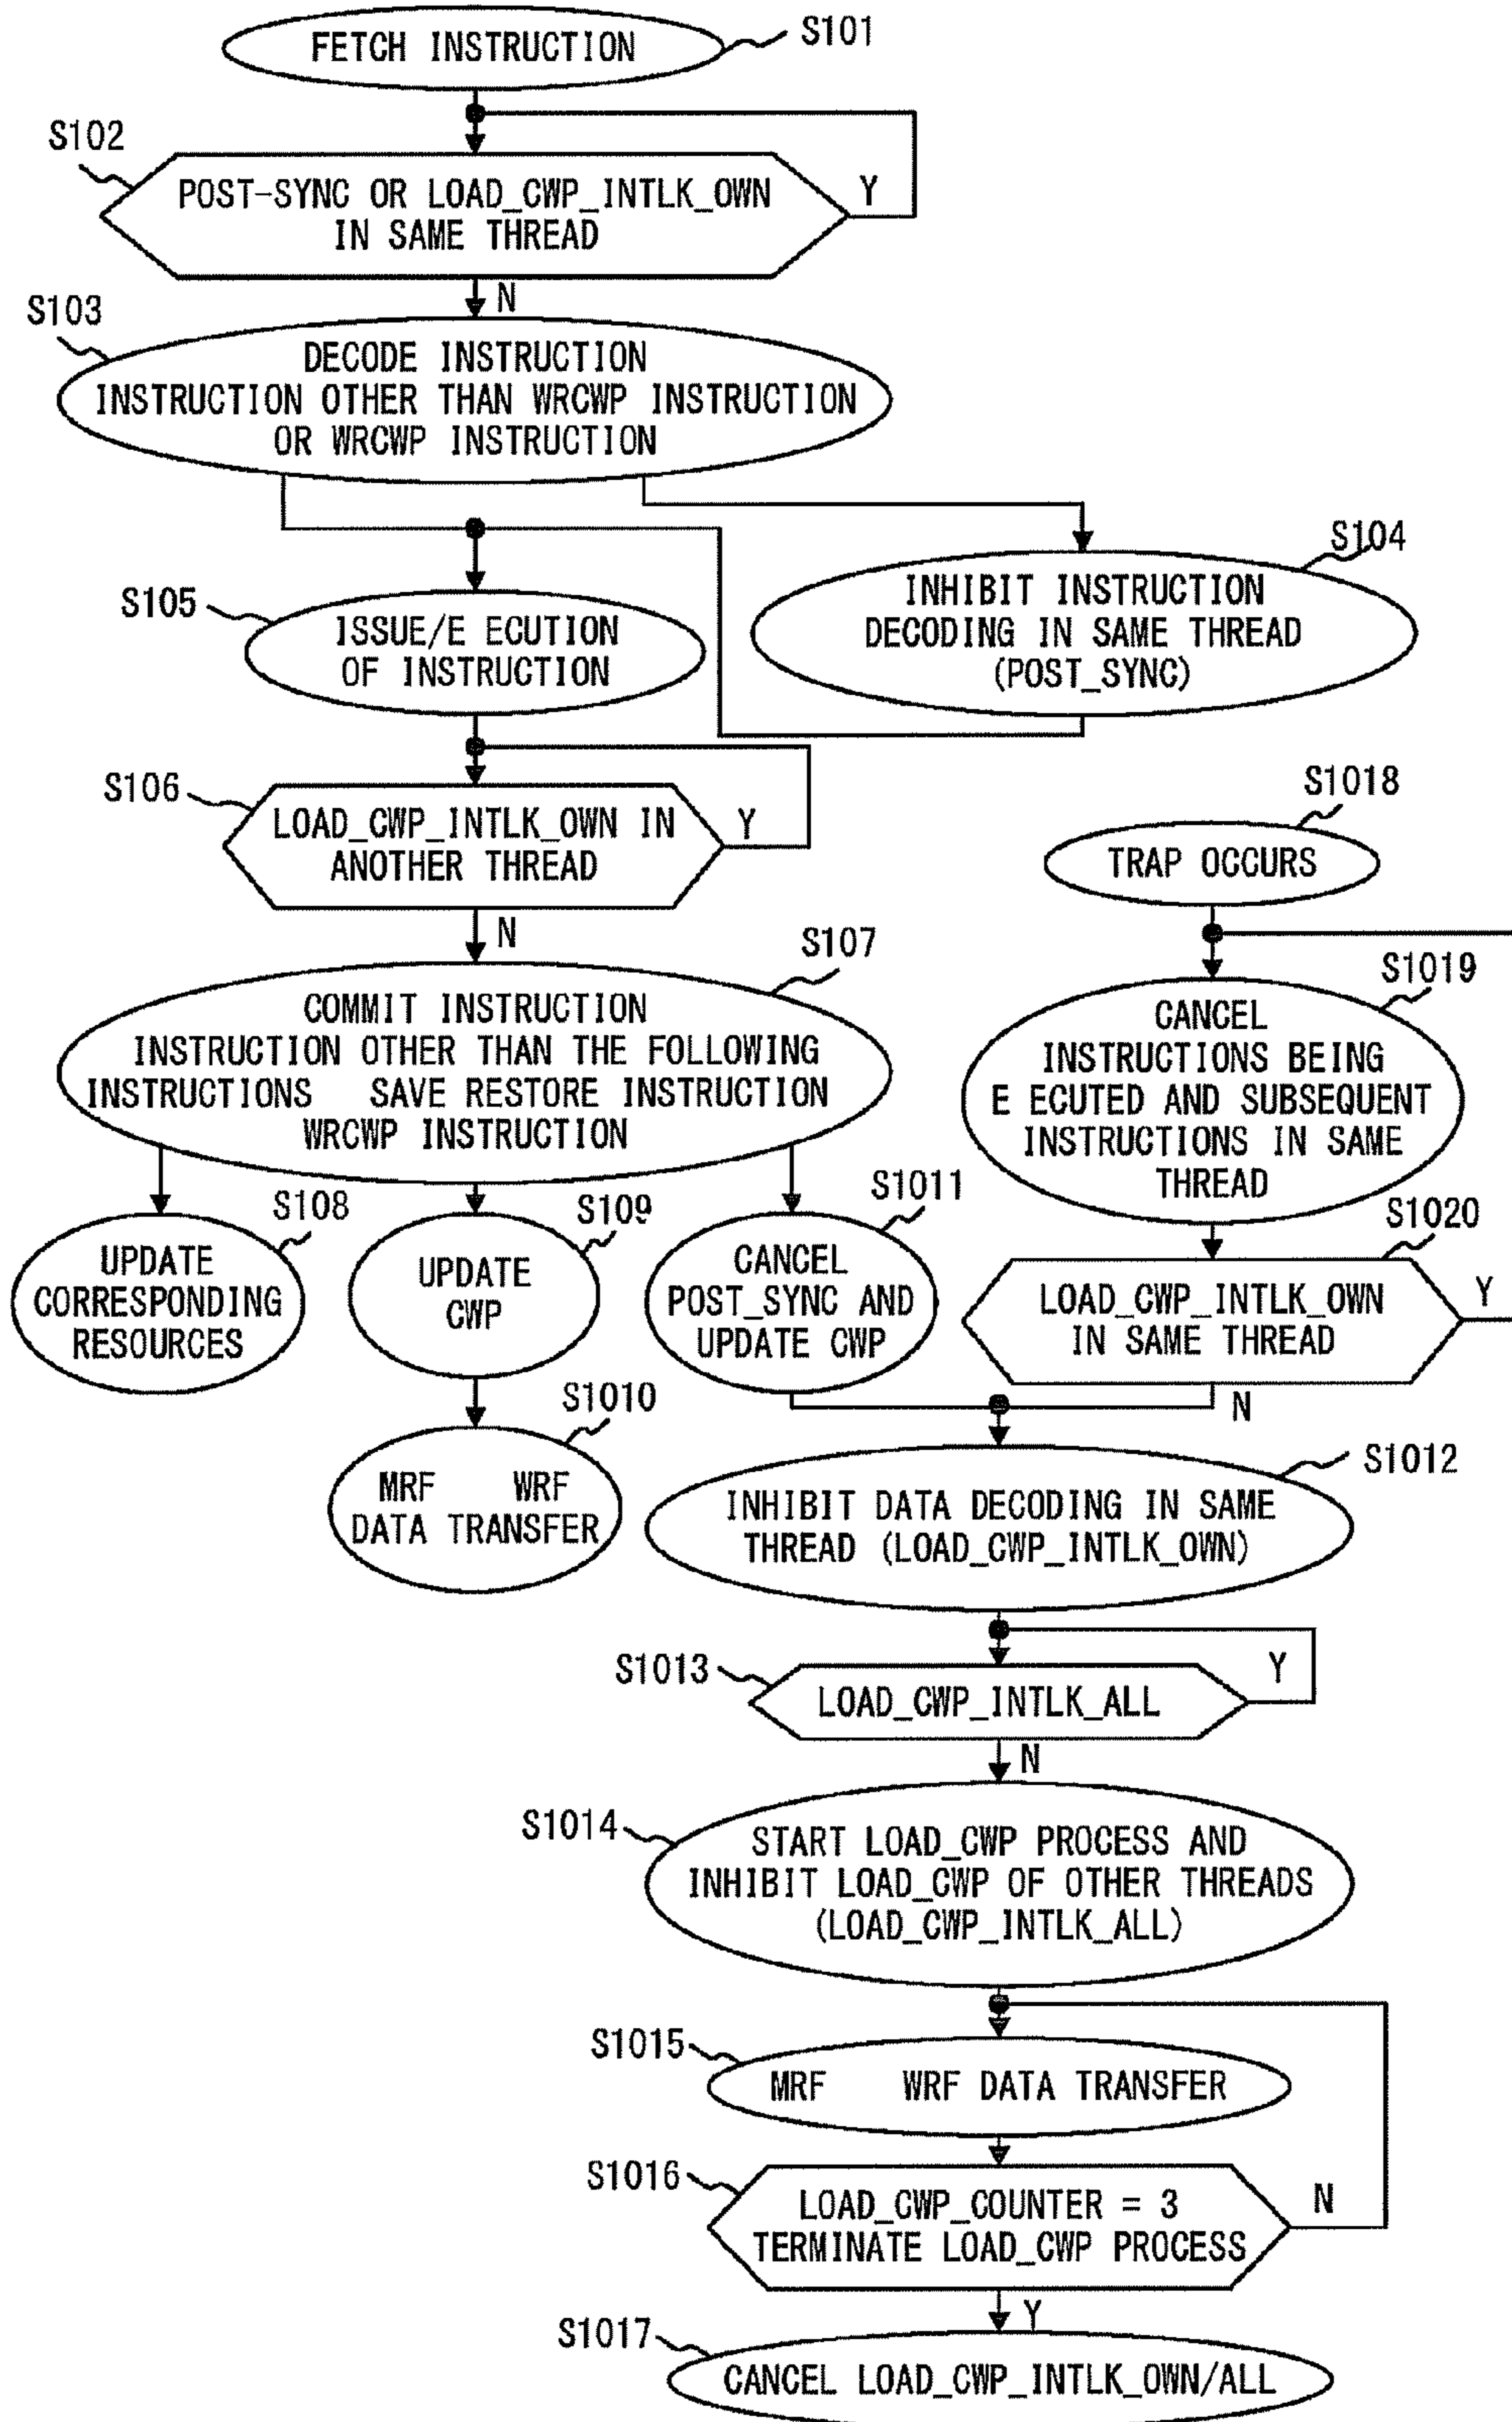 FETCH INSTRUCTION
S101
S102
POST-SYNC OR LOAD_CWP_INTLK_OWN
IN SAME THREAD
Y
N
S103
DECODE INSTRUCTION
INSTRUCTION OTHER THAN WRCWP INSTRUCTION
OR WRCWP INSTRUCTION
S104
INHIBIT INSTRUCTION
DECODING IN SAME THREAD
(POST_SYNC)
S105
ISSUE/E ECUTION
OF INSTRUCTION
S106
LOAD_CWP_INTLK_OWN IN
ANOTHER THREAD
Y
N
S107
COMMIT INSTRUCTION
INSTRUCTION OTHER THAN THE FOLLOWING
INSTRUCTIONS SAVE RESTORE INSTRUCTION
WRCWP INSTRUCTION
S108
UPDATE
CORRESPONDING
RESOURCES
S109
UPDATE
CWP
S1010
MRF WRF
DATA TRANSFER
S1011
CANCEL
POST_SYNC AND
UPDATE CWP
S1018
TRAP OCCURS
S1019
CANCEL
INSTRUCTIONS BEING
E ECUTED AND SUBSEQUENT
INSTRUCTIONS IN SAME
THREAD
S1020
LOAD_CWP_INTLK_OWN
IN SAME THREAD
Y
N
S1012
INHIBIT DATA DECODING IN SAME
THREAD (LOAD_CWP_INTLK_OWN)
S1013
LOAD_CWP_INTLK_ALL
Y
N
S1014
START LOAD_CWP PROCESS AND
INHIBIT LOAD_CWP OF OTHER THREADS
(LOAD_CWP_INTLK_ALL)
S1015
MRF WRF DATA TRANSFER
S1016
LOAD_CWP_COUNTER = 3
TERMINATE LOAD_CWP PROCESS
N
Y
S1017
CANCEL LOAD_CWP_INTLK_OWN/ALL